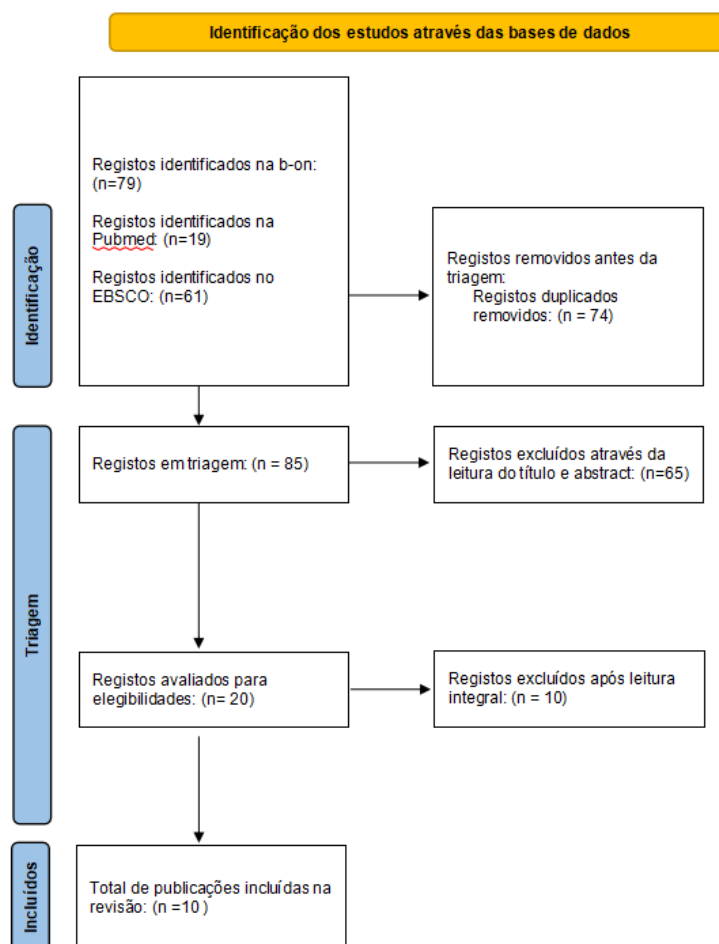 Identificação dos estudos através das bases de dados
Identificação
Registos identificados na b-on:
(n=79)
Registos identificados na
Pubmed: (n=19)
Registos identificados no
EBSCO: (n=61)
Registos removidos antes da
triagem:
Registos duplicados
removidos: (n = 74)
Triagem
Registos em triagem: (n = 85)
Registos excluídos através da
leitura do título e abstract: (n=65)
Registos avaliados para
elegibilidades: (n= 20)
Registos excluídos após leitura
integral: (n = 10)
Incluídos
Total de publicações incluídas na
revisão: (n =10 )